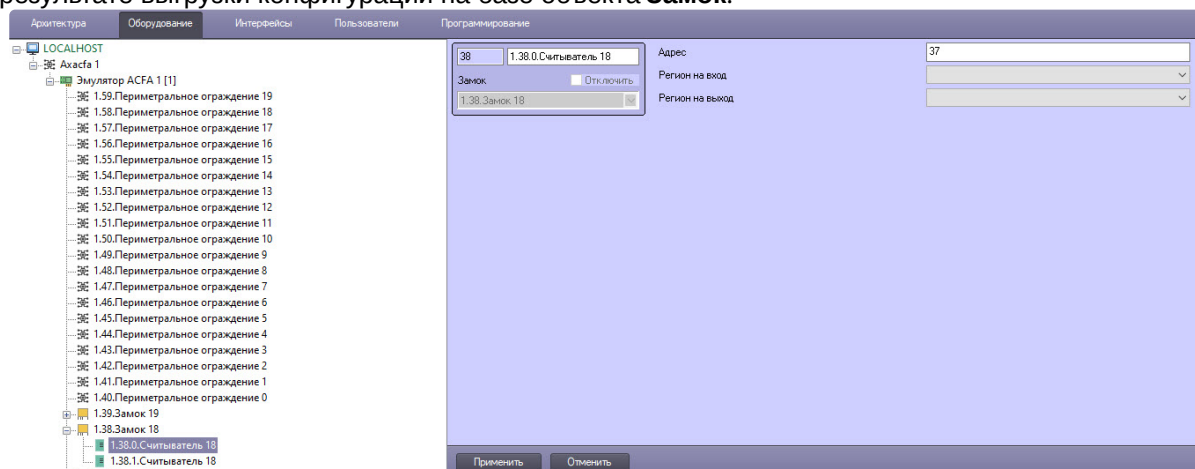 результате выгрузки конфигурации на базе объекта Замок.
Архитектура Оборудование Интерфейсы Пользователи Программирование
LOCALHOST
Axacfa 1
Эмулятор ACFA 1 [1]
1.59.Периметральное ограждение 19
1.58.Периметральное ограждение 18
1.57.Периметральное ограждение 17
1.56.Периметральное ограждение 16
1.55.Периметральное ограждение 15
1.54.Периметральное ограждение 14
1.53.Периметральное ограждение 13
1.52.Периметральное ограждение 12
1.51.Периметральное ограждение 11
1.50.Периметральное ограждение 10
1.49.Периметральное ограждение 9
1.48.Периметральное ограждение 8
1.47.Периметральное ограждение 7
1.46.Периметральное ограждение 6
1.45.Периметральное ограждение 5
1.44.Периметральное ограждение 4
1.43.Периметральное ограждение 3
1.42.Периметральное ограждение 2
1.41.Периметральное ограждение 1
1.40.Периметральное ограждение 0
1.39.Замок 19
1.38.Замок 18
1.38.0.Считыватель 18
1.38.1.Считыватель 18
38 1.38.0.Считыватель 18
Замок Отключить
1.38.Замок 18
Адрес 37
Регион на вход
Регион на выход
Применить Отменить